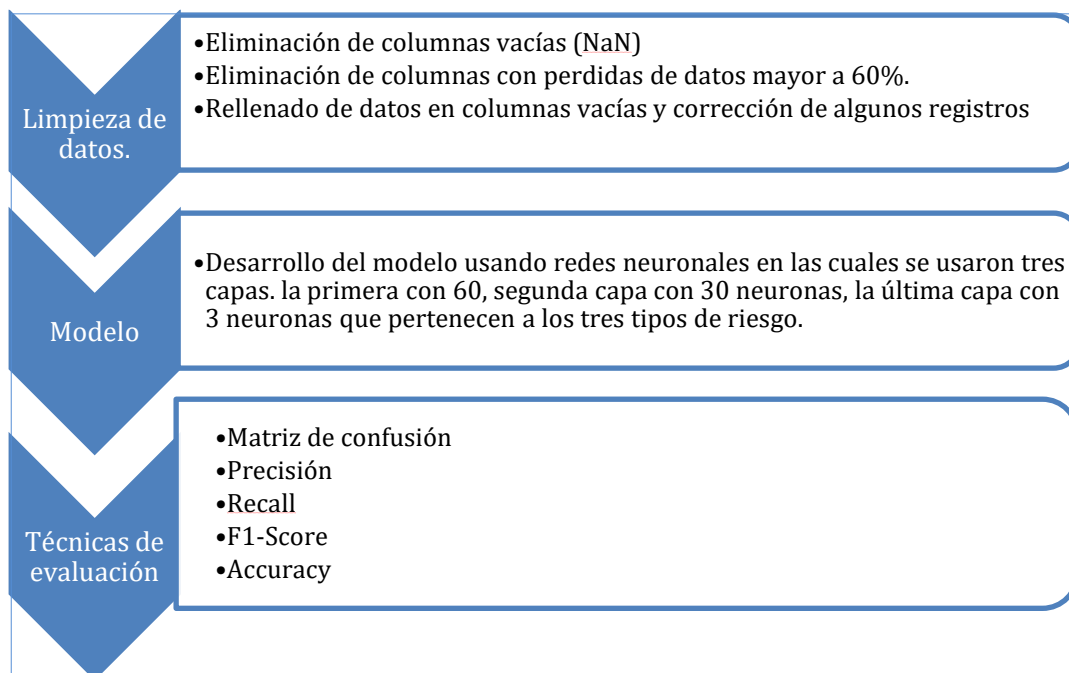 Limpieza de
datos.
•Eliminación de columnas vacías (NaN)
•Eliminación de columnas con perdidas de datos mayor a 60%.
•Rellenado de datos en columnas vacías y corrección de algunos registros
Modelo
•Desarrollo del modelo usando redes neuronales en las cuales se usaron tres
capas. la primera con 60, segunda capa con 30 neuronas, la última capa con
3 neuronas que pertenecen a los tres tipos de riesgo.
Técnicas de
evaluación
•Matriz de confusión
•Precisión
•Recall
•F1-Score
•Accuracy